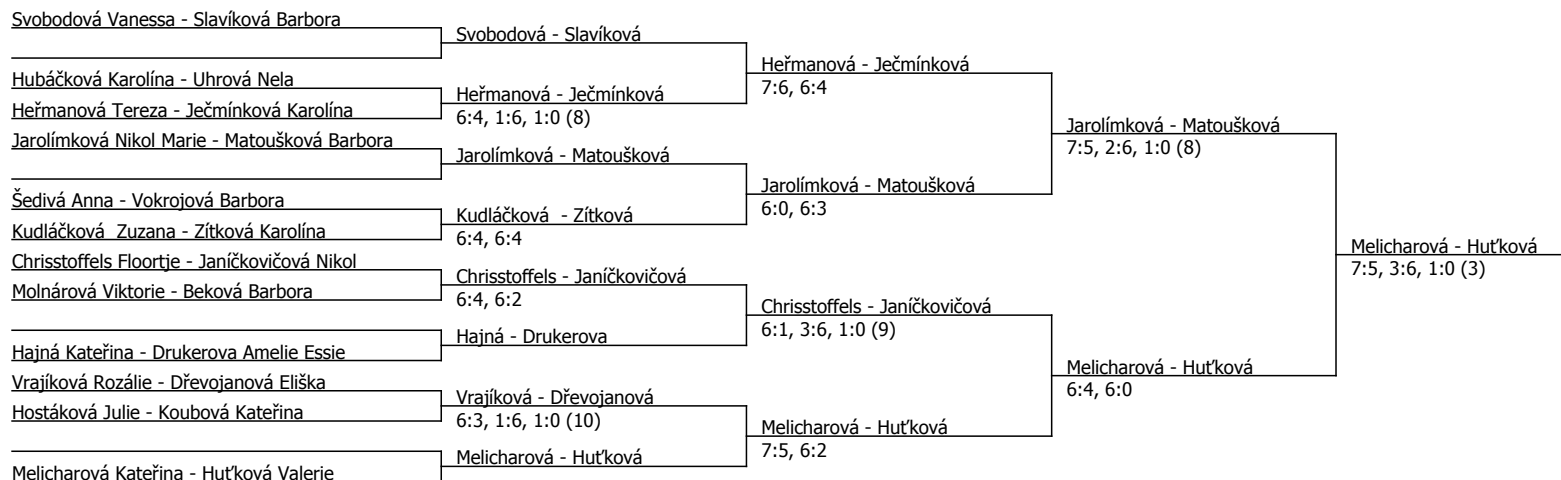 Svobodová Vanessa - Slavíková Barbora
Hubáčková Karolína - Uhrová Nela
Heřmanová Tereza - Ječmínková Karolína
Jarolímková Nikol Marie - Matoušková Barbora
Šedivá Anna - Vokrojová Barbora
Kudláčková  Zuzana - Zítková Karolína
Chrisstoffels Floortje - Janíčkovičová Nikol
Molnárová Viktorie - Beková Barbora
Hajná Kateřina - Drukerova Amelie Essie
Vrajíková Rozálie - Dřevojanová Eliška
Hostáková Julie - Koubová Kateřina
Melicharová Kateřina - Huťková Valerie
Svobodová - Slavíková
Heřmanová - Ječmínková
6:4, 1:6, 1:0 (8)
Jarolímková - Matoušková
Kudláčková  - Zítková
6:4, 6:4
Chrisstoffels - Janíčkovičová
6:4, 6:2
Hajná - Drukerova
Vrajíková - Dřevojanová
6:3, 1:6, 1:0 (10)
Melicharová - Huťková
Heřmanová - Ječmínková
7:6, 6:4
Jarolímková - Matoušková
6:0, 6:3
Chrisstoffels - Janíčkovičová
6:1, 3:6, 1:0 (9)
Melicharová - Huťková
7:5, 6:2
Jarolímková - Matoušková
7:5, 2:6, 1:0 (8)
Melicharová - Huťková
6:4, 6:0
Melicharová - Huťková
7:5, 3:6, 1:0 (3)